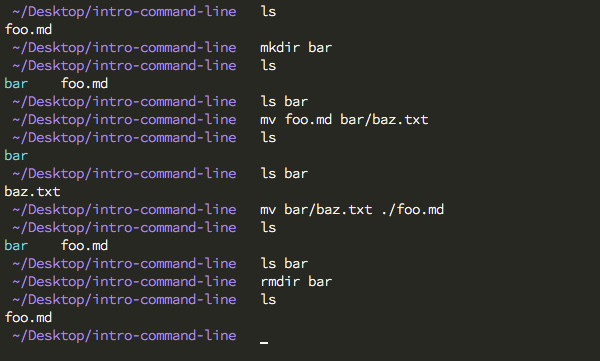 ~/Desktop/intro-command-line ls
foo.md
~/Desktop/intro-command-line mkdir bar
~/Desktop/intro-command-line ls
bar foo.md
~/Desktop/intro-command-line ls bar
~/Desktop/intro-command-line mv foo.md bar/baz.txt
~/Desktop/intro-command-line ls
bar
~/Desktop/intro-command-line ls bar
baz.txt
~/Desktop/intro-command-line mv bar/baz.txt ./foo.md
~/Desktop/intro-command-line ls
bar foo.md
~/Desktop/intro-command-line ls bar
~/Desktop/intro-command-line rmdir bar
~/Desktop/intro-command-line ls
foo.md
~/Desktop/intro-command-line _